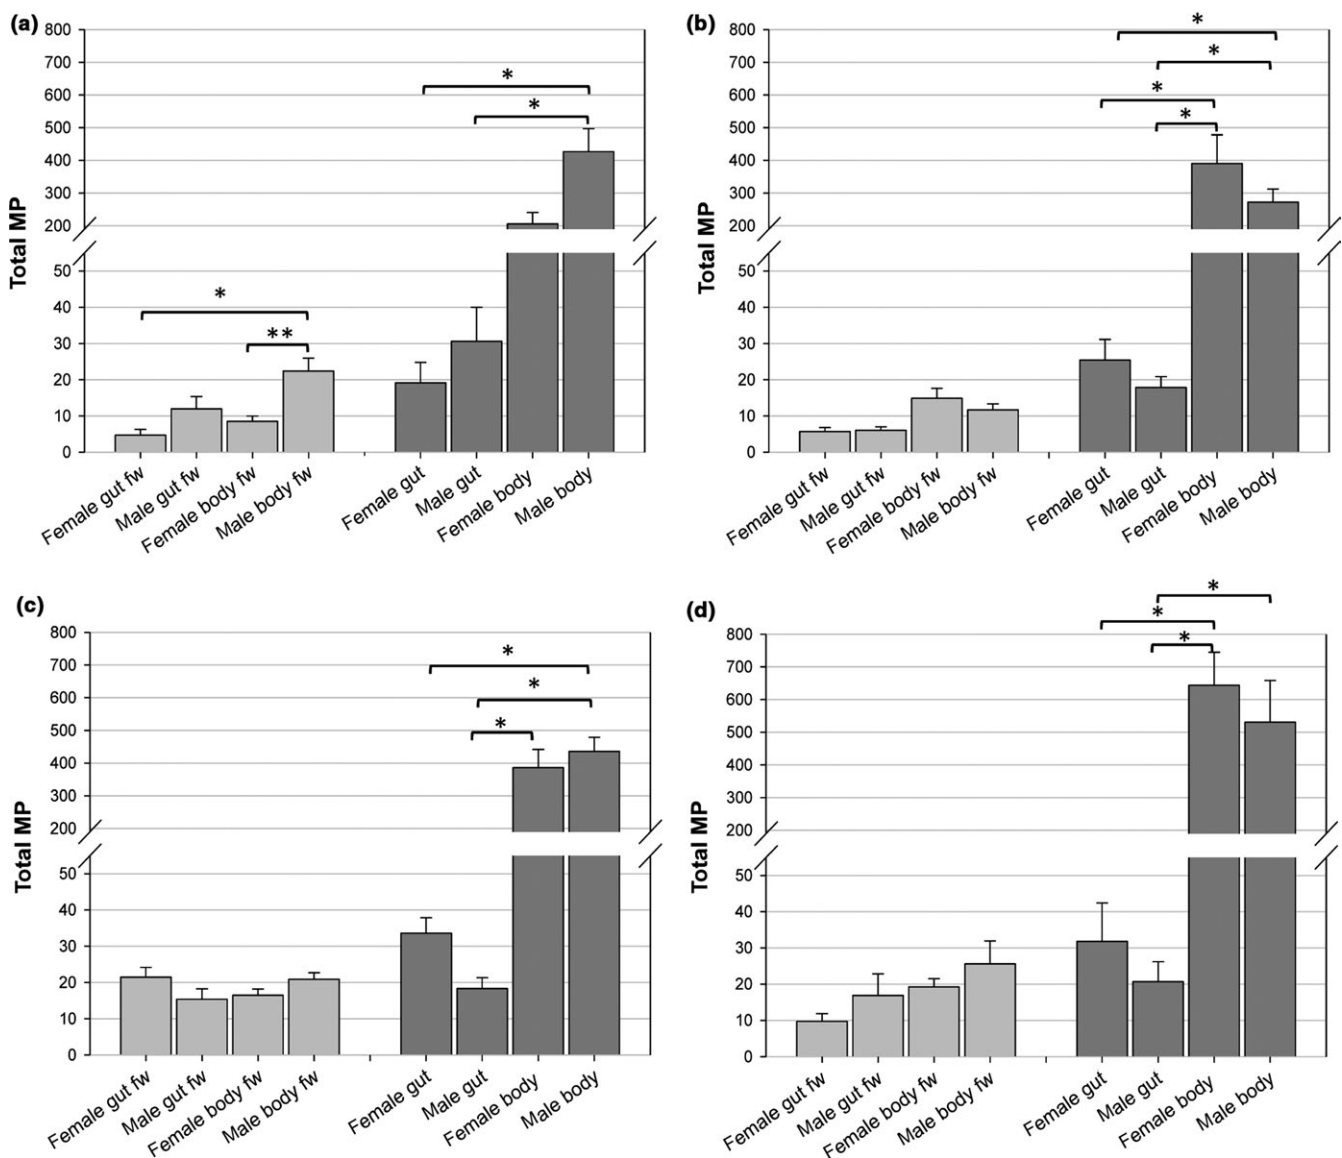 (a)
800
700
600
500
400
300
200
50
40
30
20
10
0
Total MP
*
*
*
**
Female gut fw
Male gut fw
Female body fw
Male body fw
Female gut
Male gut
Female body
Male body
(b)
800
700
600
500
400
300
200
50
40
30
20
10
0
Total MP
*
*
*
*
Female gut fw
Male gut fw
Female body fw
Male body fw
Female gut
Male gut
Female body
Male body
(c)
800
700
600
500
400
300
200
50
40
30
20
10
0
Total MP
*
*
*
Female gut fw
Male gut fw
Female body fw
Male body fw
Female gut
Male gut
Female body
Male body
(d)
800
700
600
500
400
300
200
50
40
30
20
10
0
Total MP
*
*
*
Female gut fw
Male gut fw
Female body fw
Male body fw
Female gut
Male gut
Female body
Male body